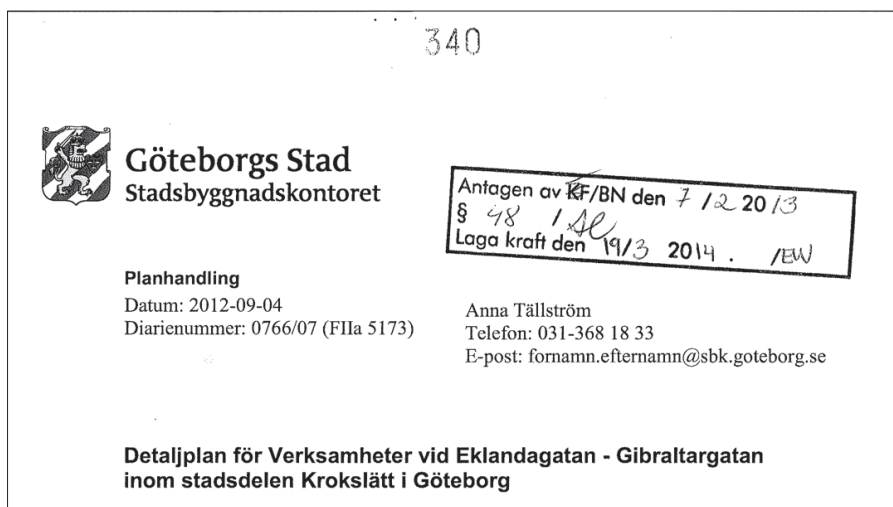 340
Göteborgs Stad
Stadsbyggnadskontoret
Antagen av KF/BN den 7/2 2013
§ 48 /
Laga kraft den 19/3 2014. /EW
Planhandling
Datum: 2012-09-04
Diarienummer: 0766/07 (FIIa 5173)
Anna Tällström
Telefon: 031-368 18 33
E-post: fornamn.efternamn@sbk.goteborg.se
Detaljplan för Verksamheter vid Eklandagatan - Gibraltargatan
inom stadsdelen Krokslätt i Göteborg